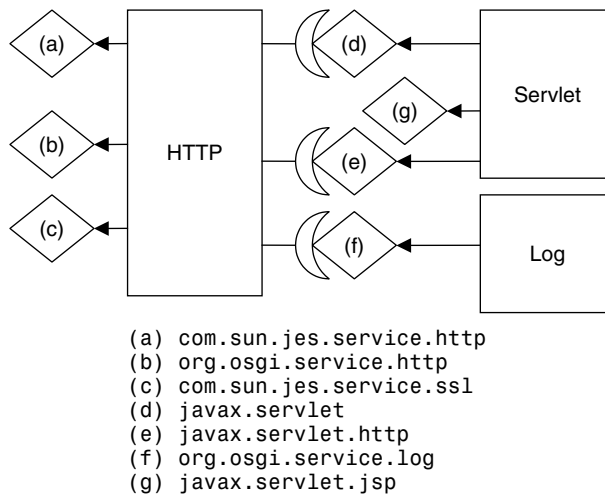 (a)
(d)
Servlet
(g)
(b)
HTTP
(e)
(c)
(f)
Log
(a) com.sun.jes.service.http
(b) org.osgi.service.http
(c) com.sun.jes.service.ssl
(d) javax.servlet
(e) javax.servlet.http
(f) org.osgi.service.log
(g) javax.servlet.jsp